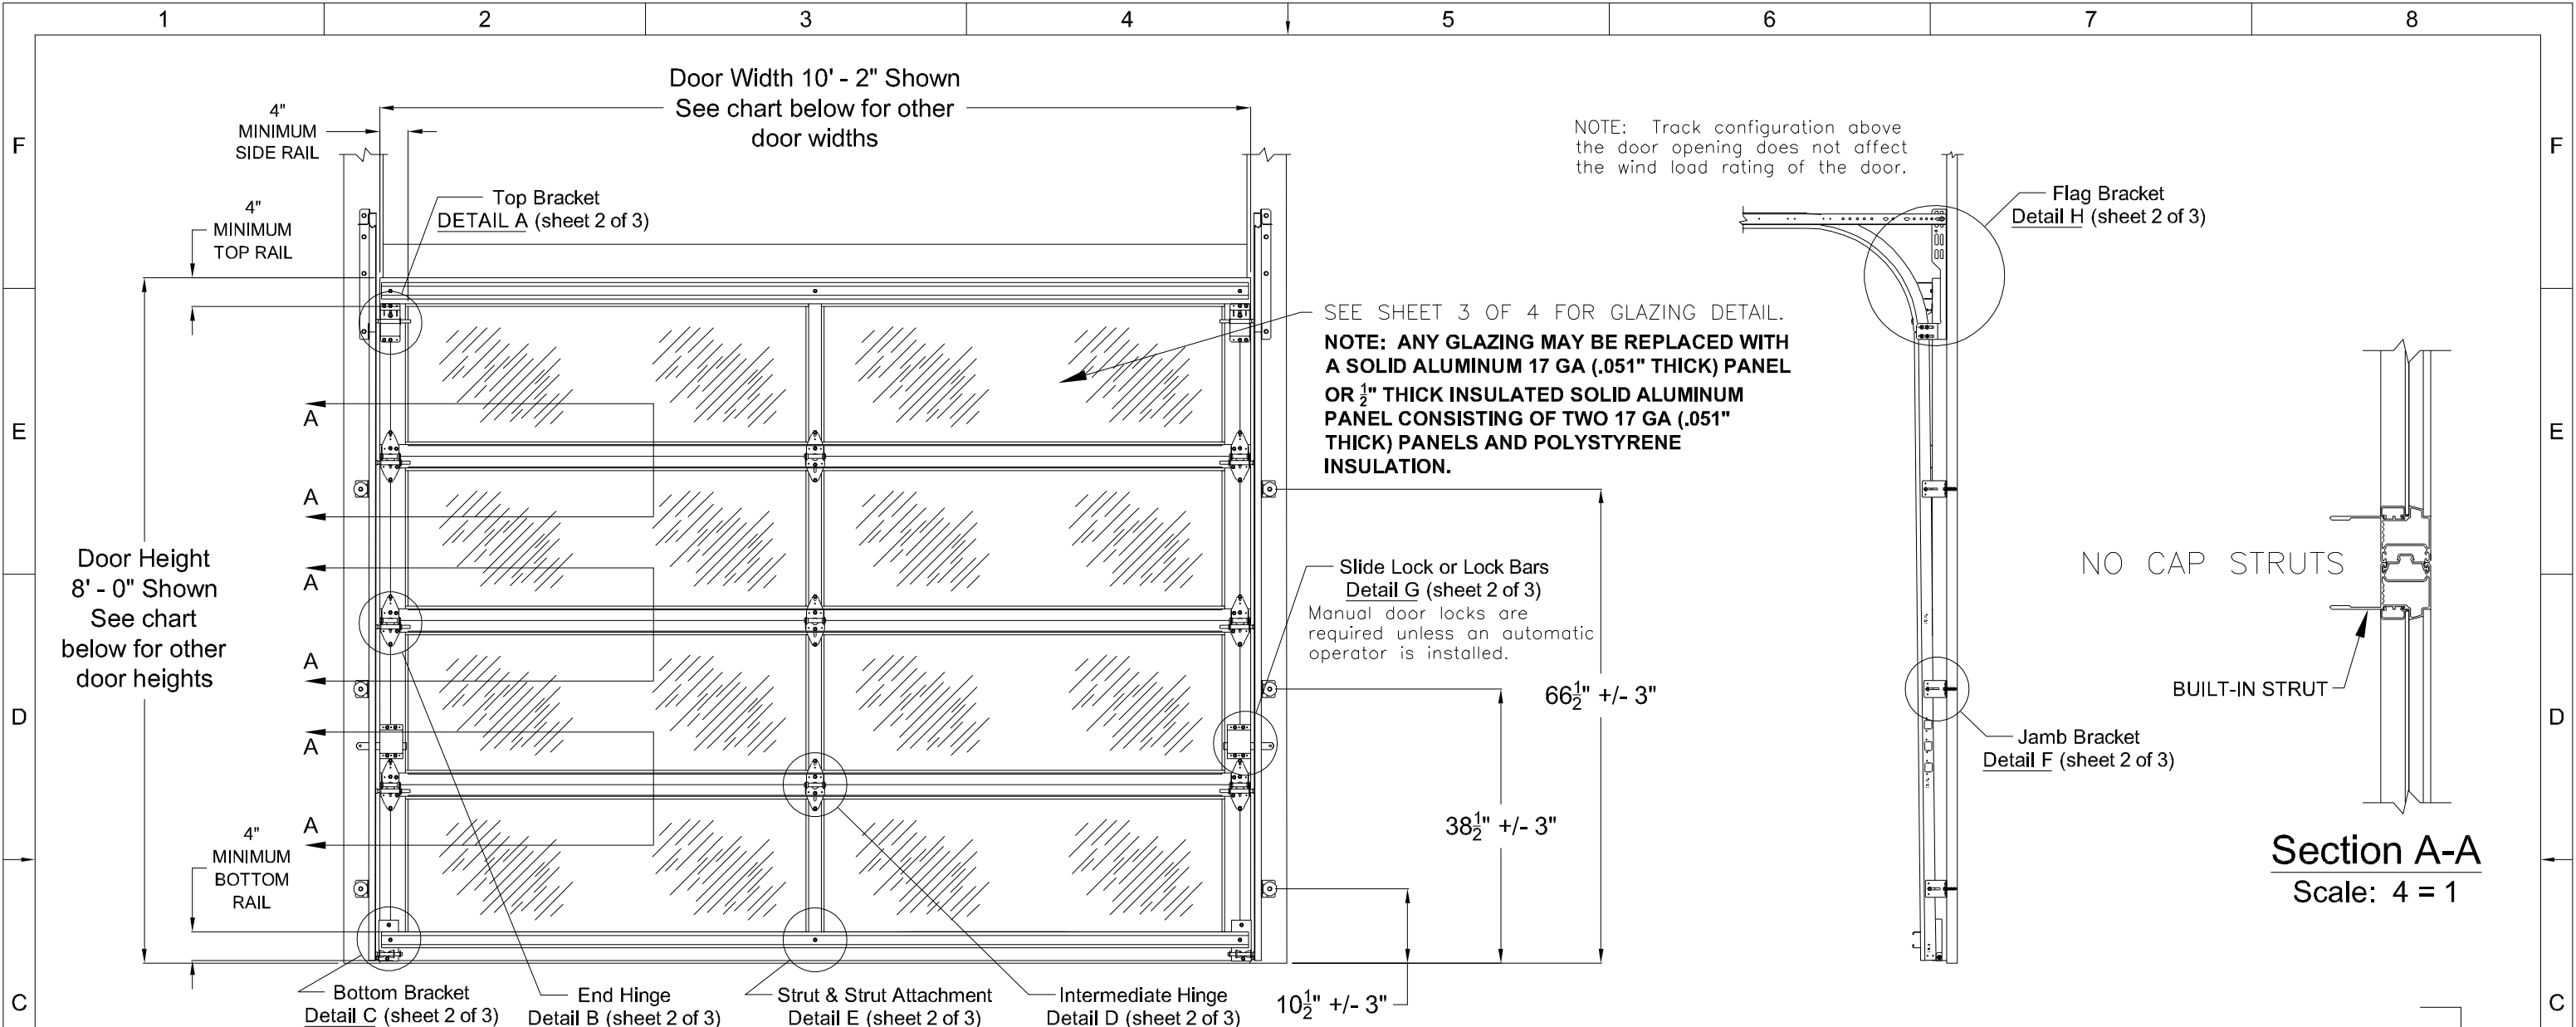 1 2 3 4 5 6 7 8
Door Width 10' - 2" Shown
See chart below for other
door widths
4"
MINIMUM
SIDE RAIL
F
F
NOTE: Track configuration above
the door opening does not affect
the wind load rating of the door.
Top Bracket
DETAIL A (sheet 2 of 3)
Flag Bracket
Detail H (sheet 2 of 3)
4"
MINIMUM
TOP RAIL
SEE SHEET 3 OF 4 FOR GLAZING DETAIL.
NOTE: ANY GLAZING MAY BE REPLACED WITH
A SOLID ALUMINUM 17 GA (.051" THICK) PANEL
OR ½" THICK INSULATED SOLID ALUMINUM
PANEL CONSISTING OF TWO 17 GA (.051"
THICK) PANELS AND POLYSTYRENE
INSULATION.
E
E
A
A
A
A
A
A
Door Height
8' - 0" Shown
See chart
below for other
door heights
Slide Lock or Lock Bars
Detail G (sheet 2 of 3)
Manual door locks are
required unless an automatic
operator is installed.
NO CAP STRUTS
BUILT-IN STRUT
66½" +/- 3"
D
D
Jamb Bracket
Detail F (sheet 2 of 3)
38½" +/- 3"
4"
MINIMUM
BOTTOM
RAIL
Section A-A
Scale: 4 = 1
C
C
Bottom Bracket
Detail C (sheet 2 of 3)
End Hinge
Detail B (sheet 2 of 3)
Strut & Strut Attachment
Detail E (sheet 2 of 3)
Intermediate Hinge
Detail D (sheet 2 of 3)
10½" +/- 3"